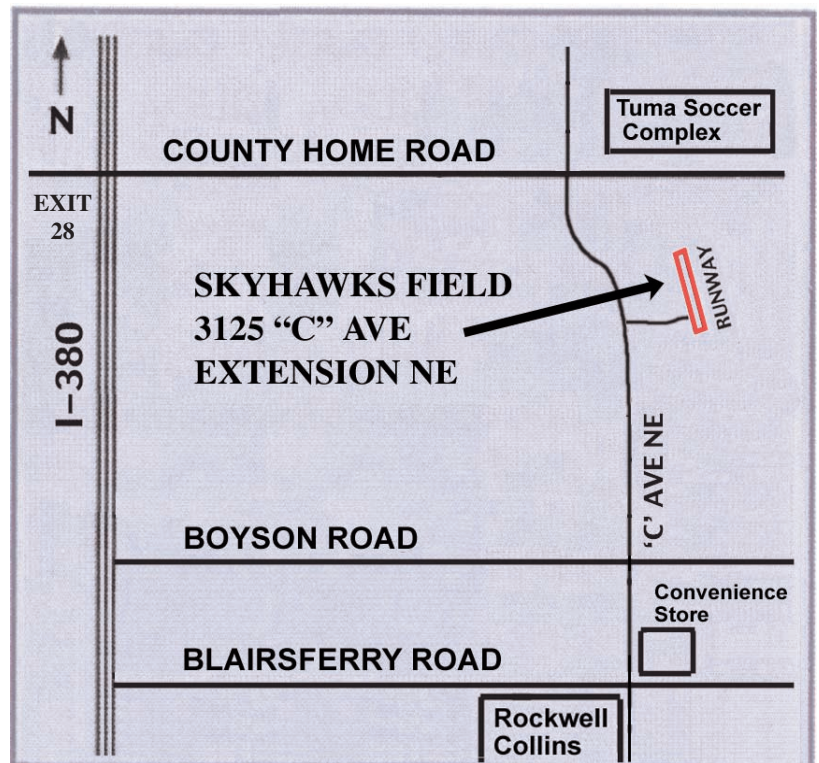 N
Tuma Soccer
Complex
COUNTY HOME ROAD
EXIT
28
SKYHAWKS FIELD
3125 “C” AVE
EXTENSION NE
RUNWAY
I-380
'C' AVE NE
BOYSON ROAD
Convenience
Store
BLAIRSFERRY ROAD
Rockwell
Collins